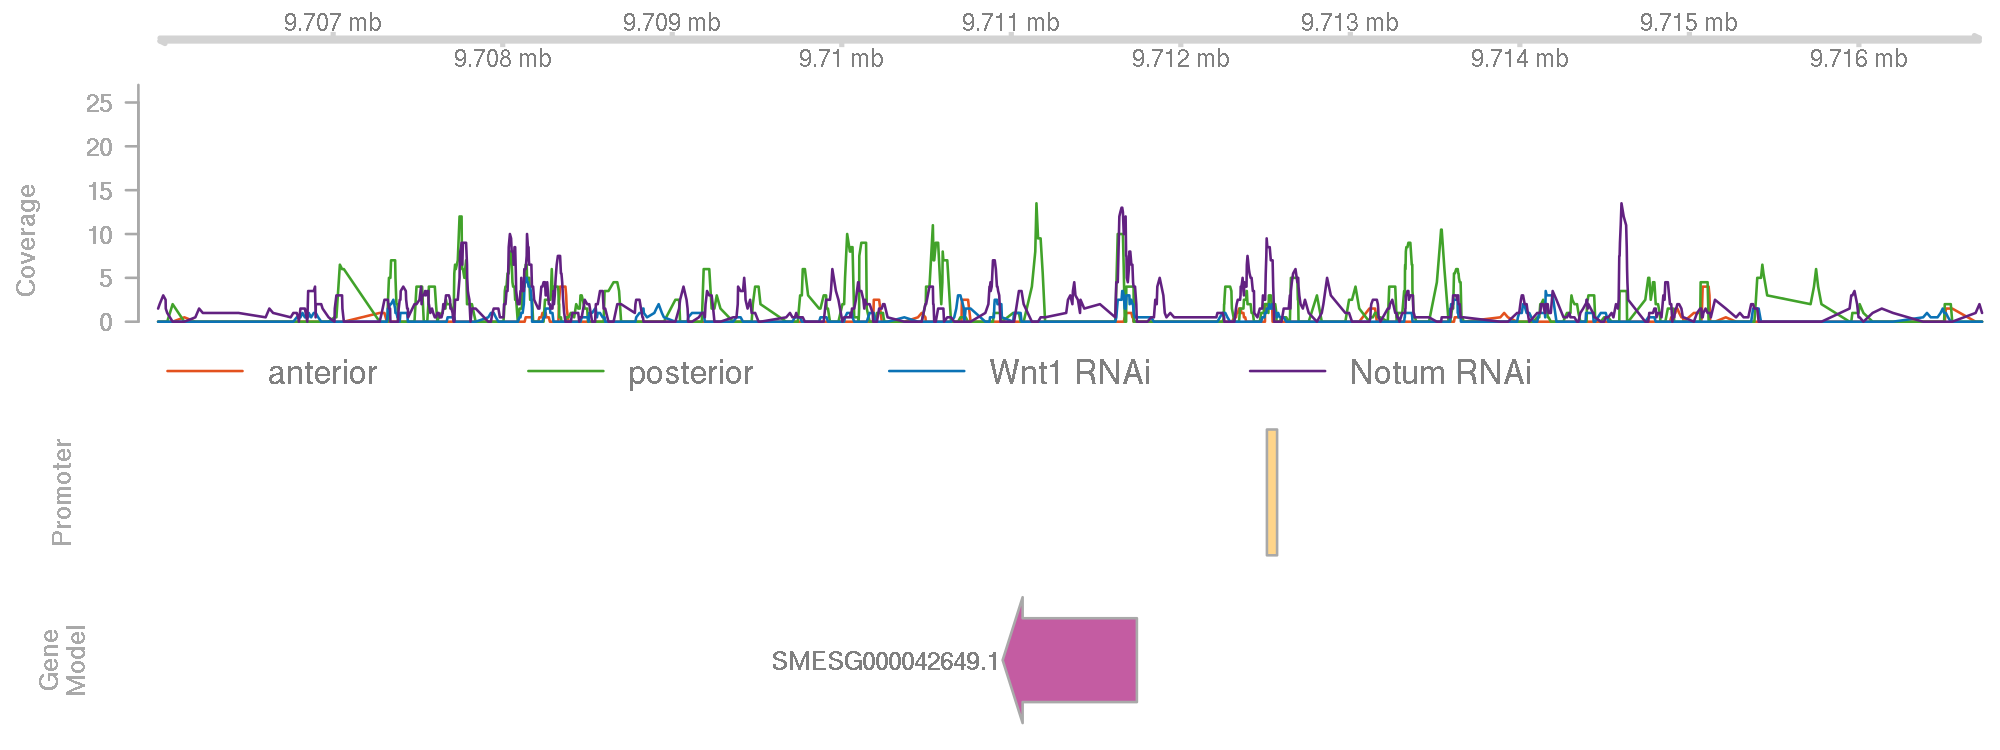 9.707 mb 9.709 mb 9.711 mb 9.713 mb 9.715 mb
9.708 mb 9.71 mb 9.712 mb 9.714 mb 9.716 mb
Coverage
25
20
15
10
5
0
anterior posterior Wnt1 RNAi Notum RNAi
Promoter
Gene
Model
SMESG000042649.1